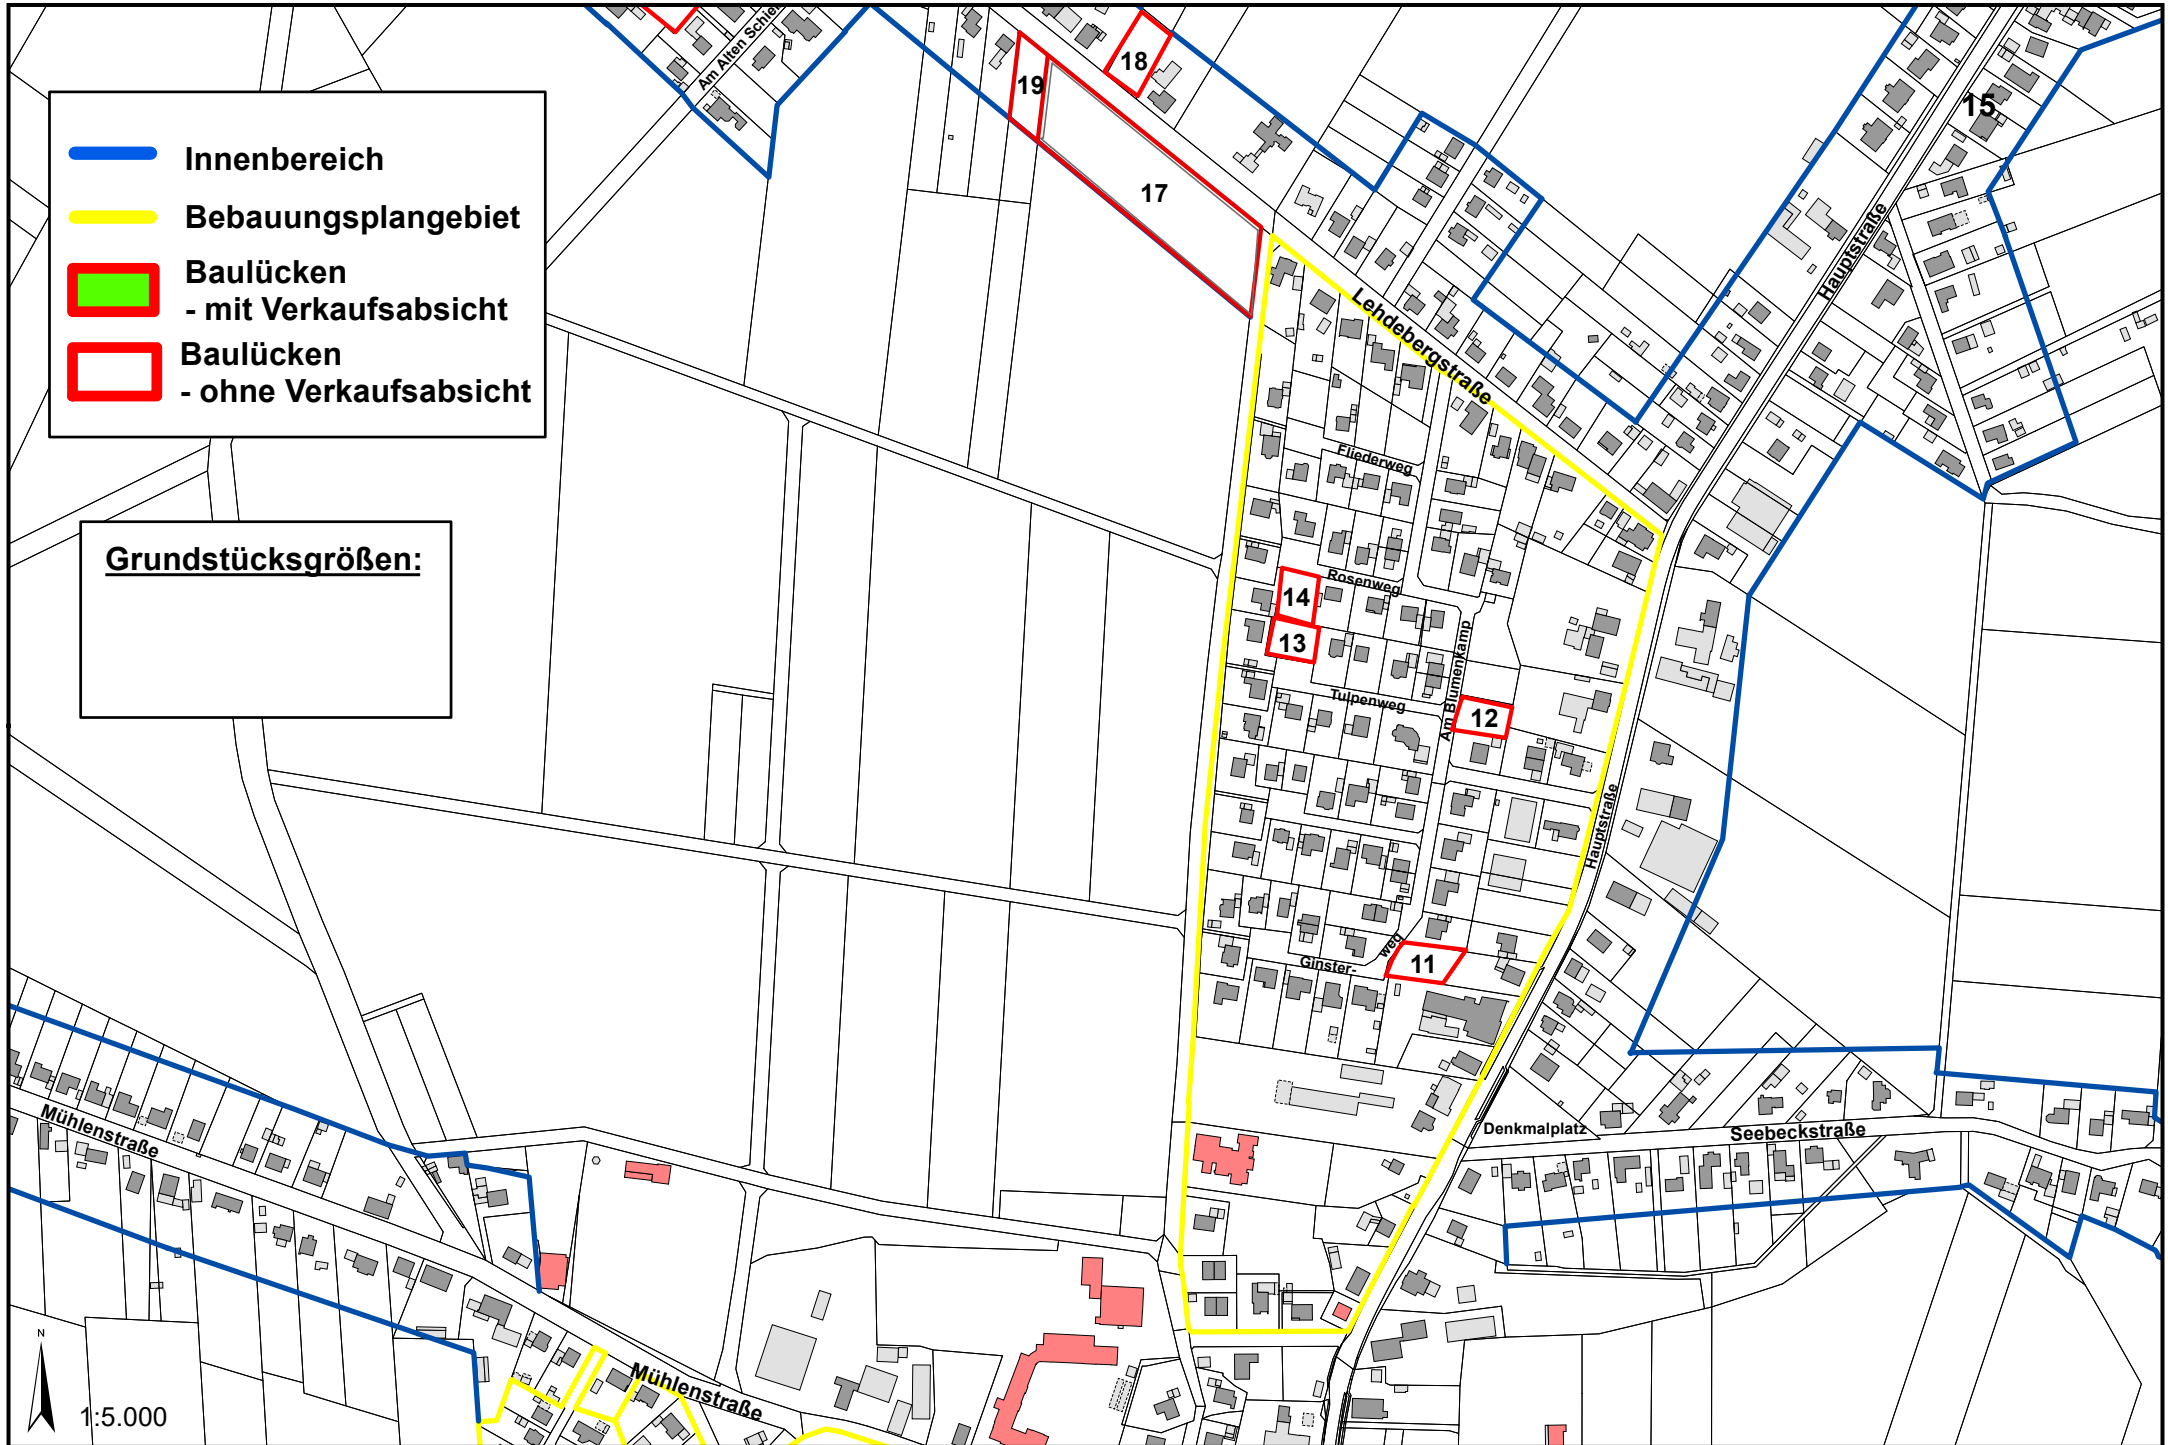 Am Alten Schie
18
19
15
17
Innenbereich
Bebauungsplangebiet
Baulücken
- mit Verkaufsabsicht
Baulücken
- ohne Verkaufsabsicht
Hauptstraße
Lehdebergstraße
Fliederweg
Grundstücksgrößen:
Rosenweg
14
13
Am Blumenkamp
Tulpenweg
12
Hauptstraße
Ginster-
weg
11
Mühlenstraße
Denkmalplatz
Seebeckstraße
N
1:5.000
Mühlenstraße